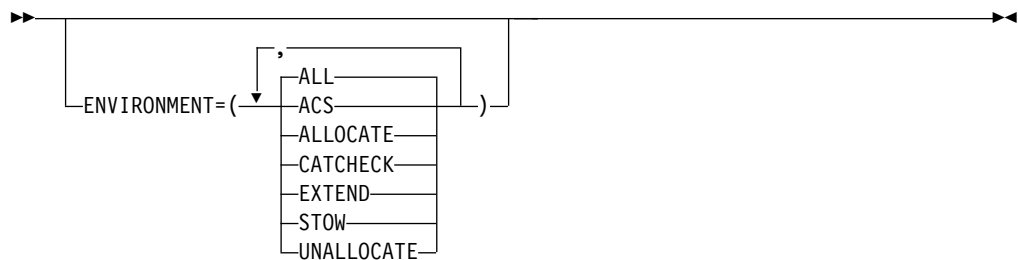 ,
ALL
ENVIRONMENT=( ACS )
ALLOCATE
CATCHECK
EXTEND
STOW
UNALLOCATE